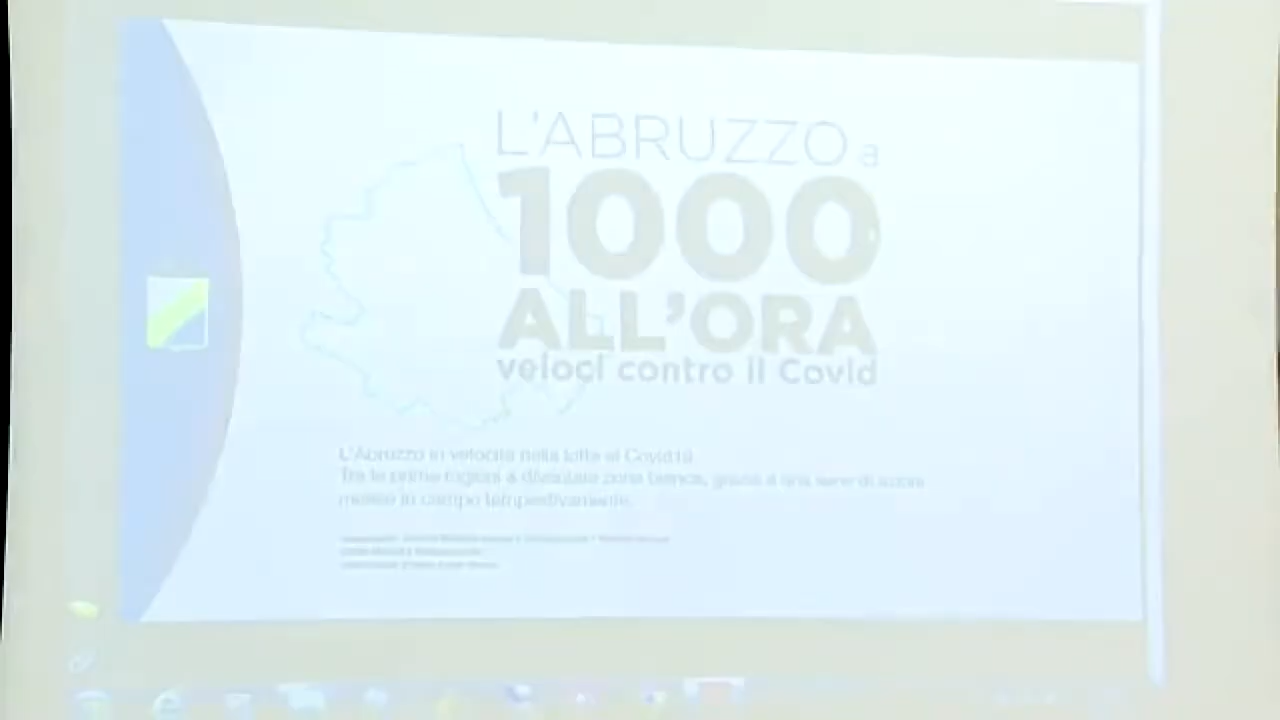 L'ABRUZZO a
1000
ALL'ORA
veloci contro il Covid
L'Abruzzo in velocità nella lotta al Covid19
Tra le prime regioni a diventare zona bianca, grazie a una serie di azioni
messe in campo tempestivamente.